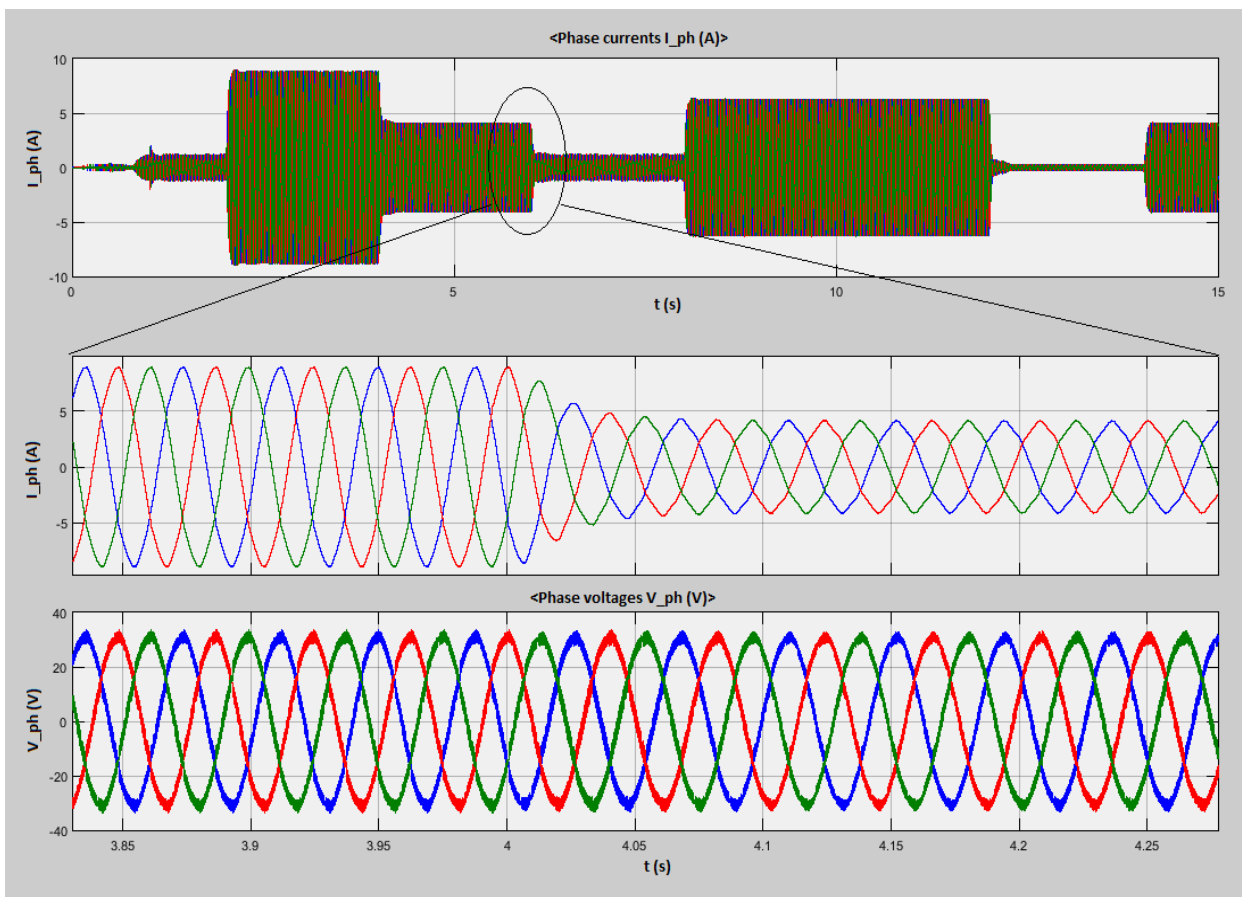 <Phase currents I_ph (A)>
10
5
0
-5
-10
I_ph (A)
0 5 10 15
t (s)
5
0
-5
I_ph (A)
<Phase voltages V_ph (V)>
40
20
0
-20
-40
V_ph (V)
3.85 3.9 3.95 4 4.05 4.1 4.15 4.2 4.25
t (s)